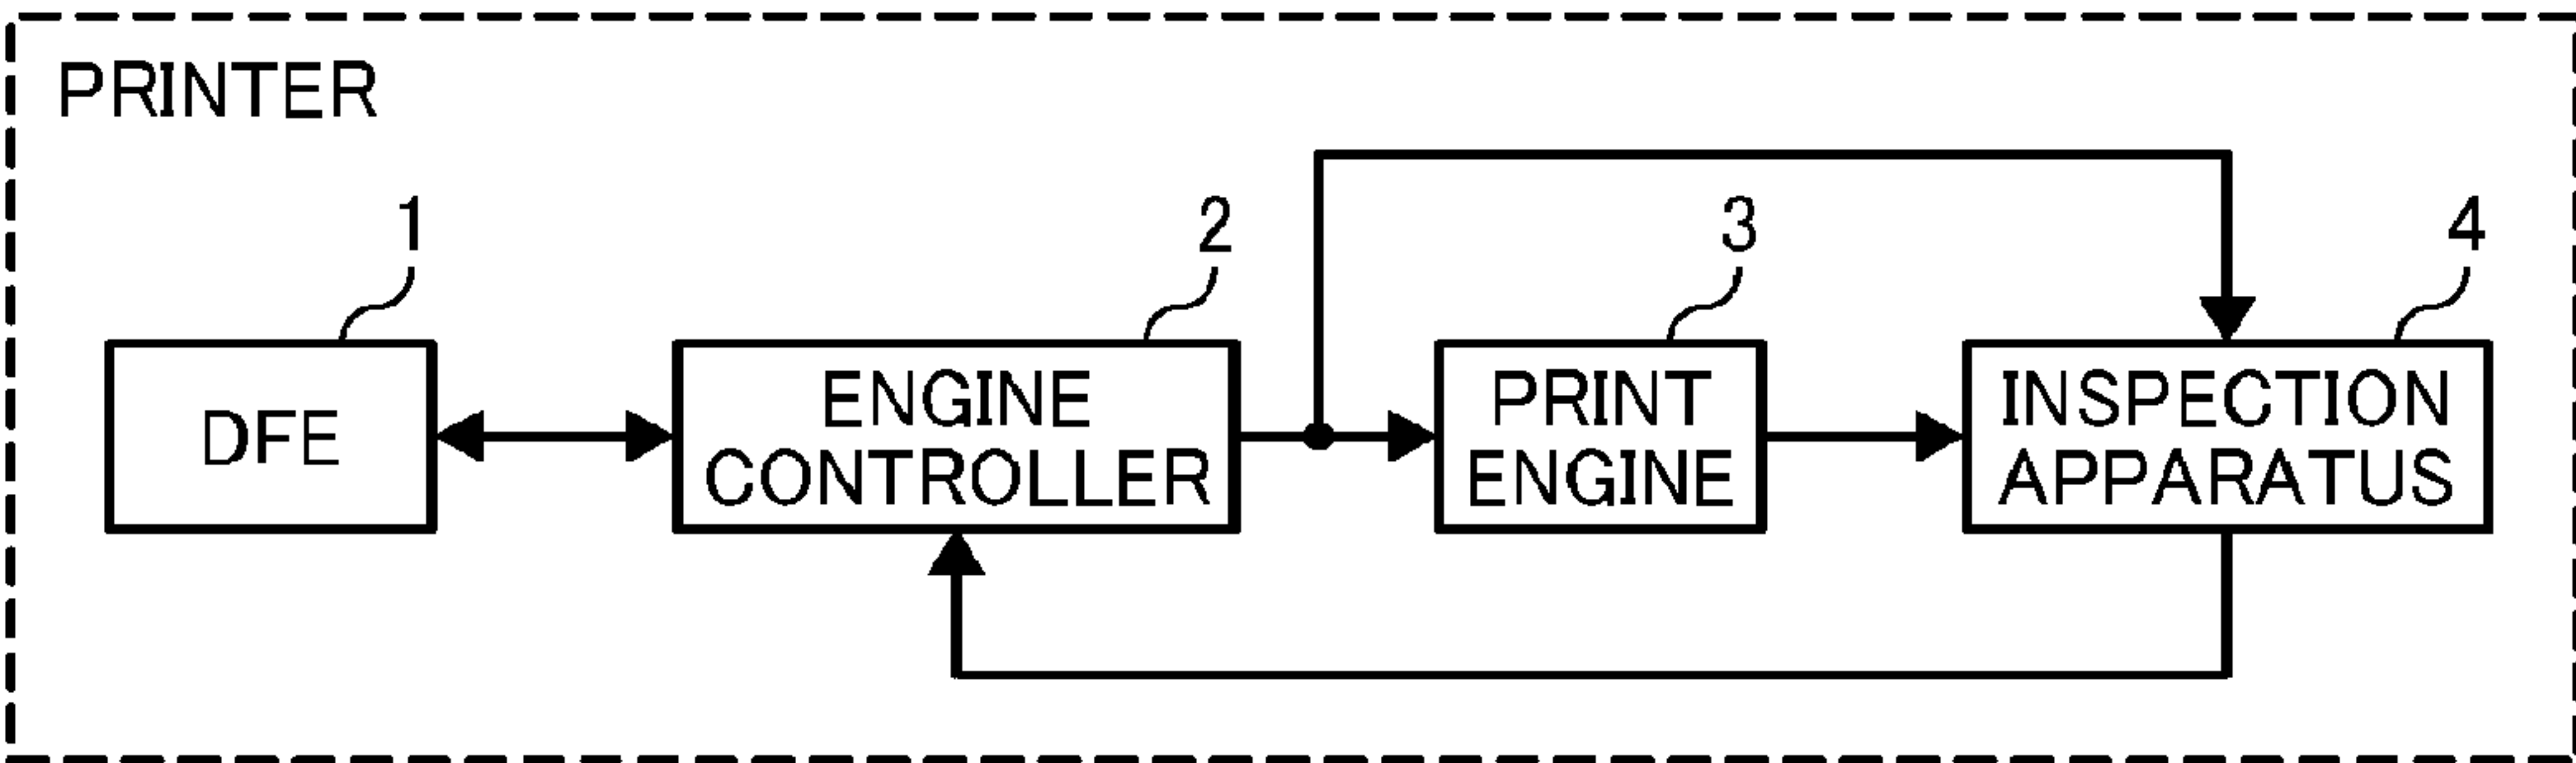 PRINTER
1
2
3
4
DFE
ENGINE
CONTROLLER
PRINT
ENGINE
INSPECTION
APPARATUS